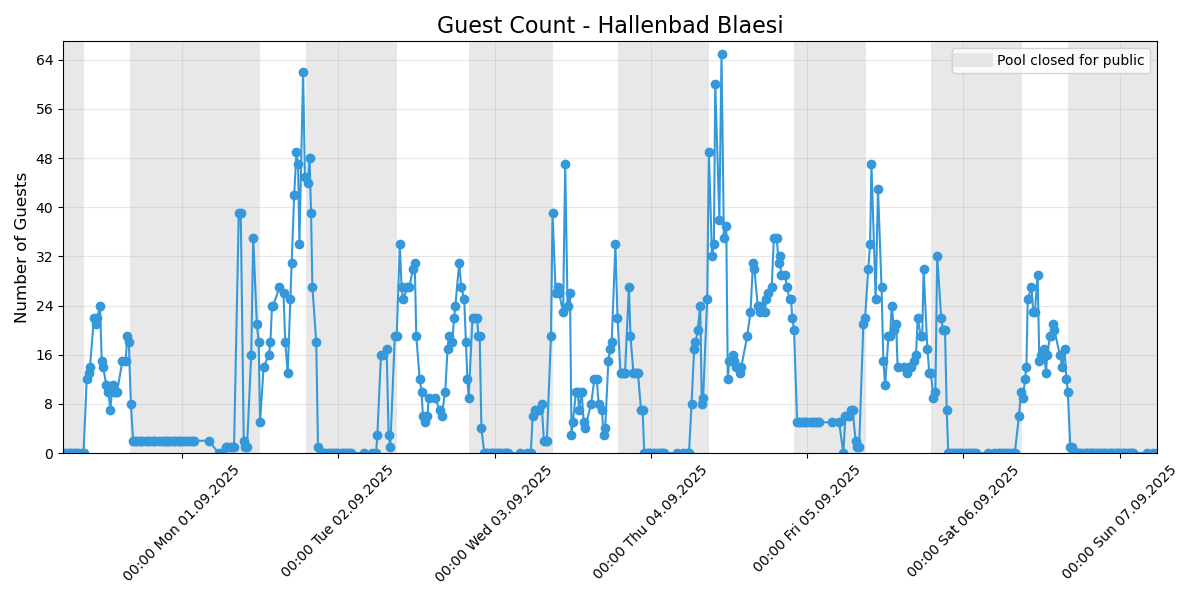 Guest Count - Hallenbad Blaesi
Pool closed for public
Number of Guests
64
56
48
40
32
24
16
8
0
00:00 Mon 01.09.2025
00:00 Tue 02.09.2025
00:00 Wed 03.09.2025
00:00 Thu 04.09.2025
00:00 Fri 05.09.2025
00:00 Sat 06.09.2025
00:00 Sun 07.09.2025